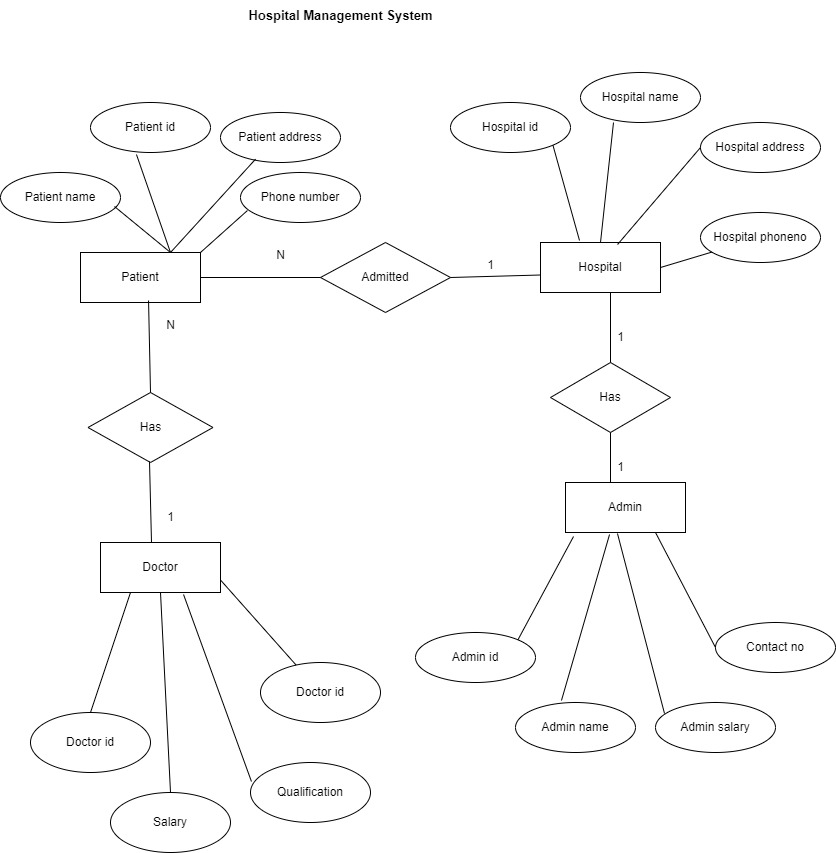 Hospital Management System
Hospital name
Patient id
Hospital id
Patient address
Hospital address
Patient name
Phone number
Hospital phoneno
N
1
Patient
Admitted
Hospital
N
1
Has
Has
1
1
Admin
Doctor
Admin id
Contact no
Doctor id
Admin name
Admin salary
Doctor id
Qualification
Salary